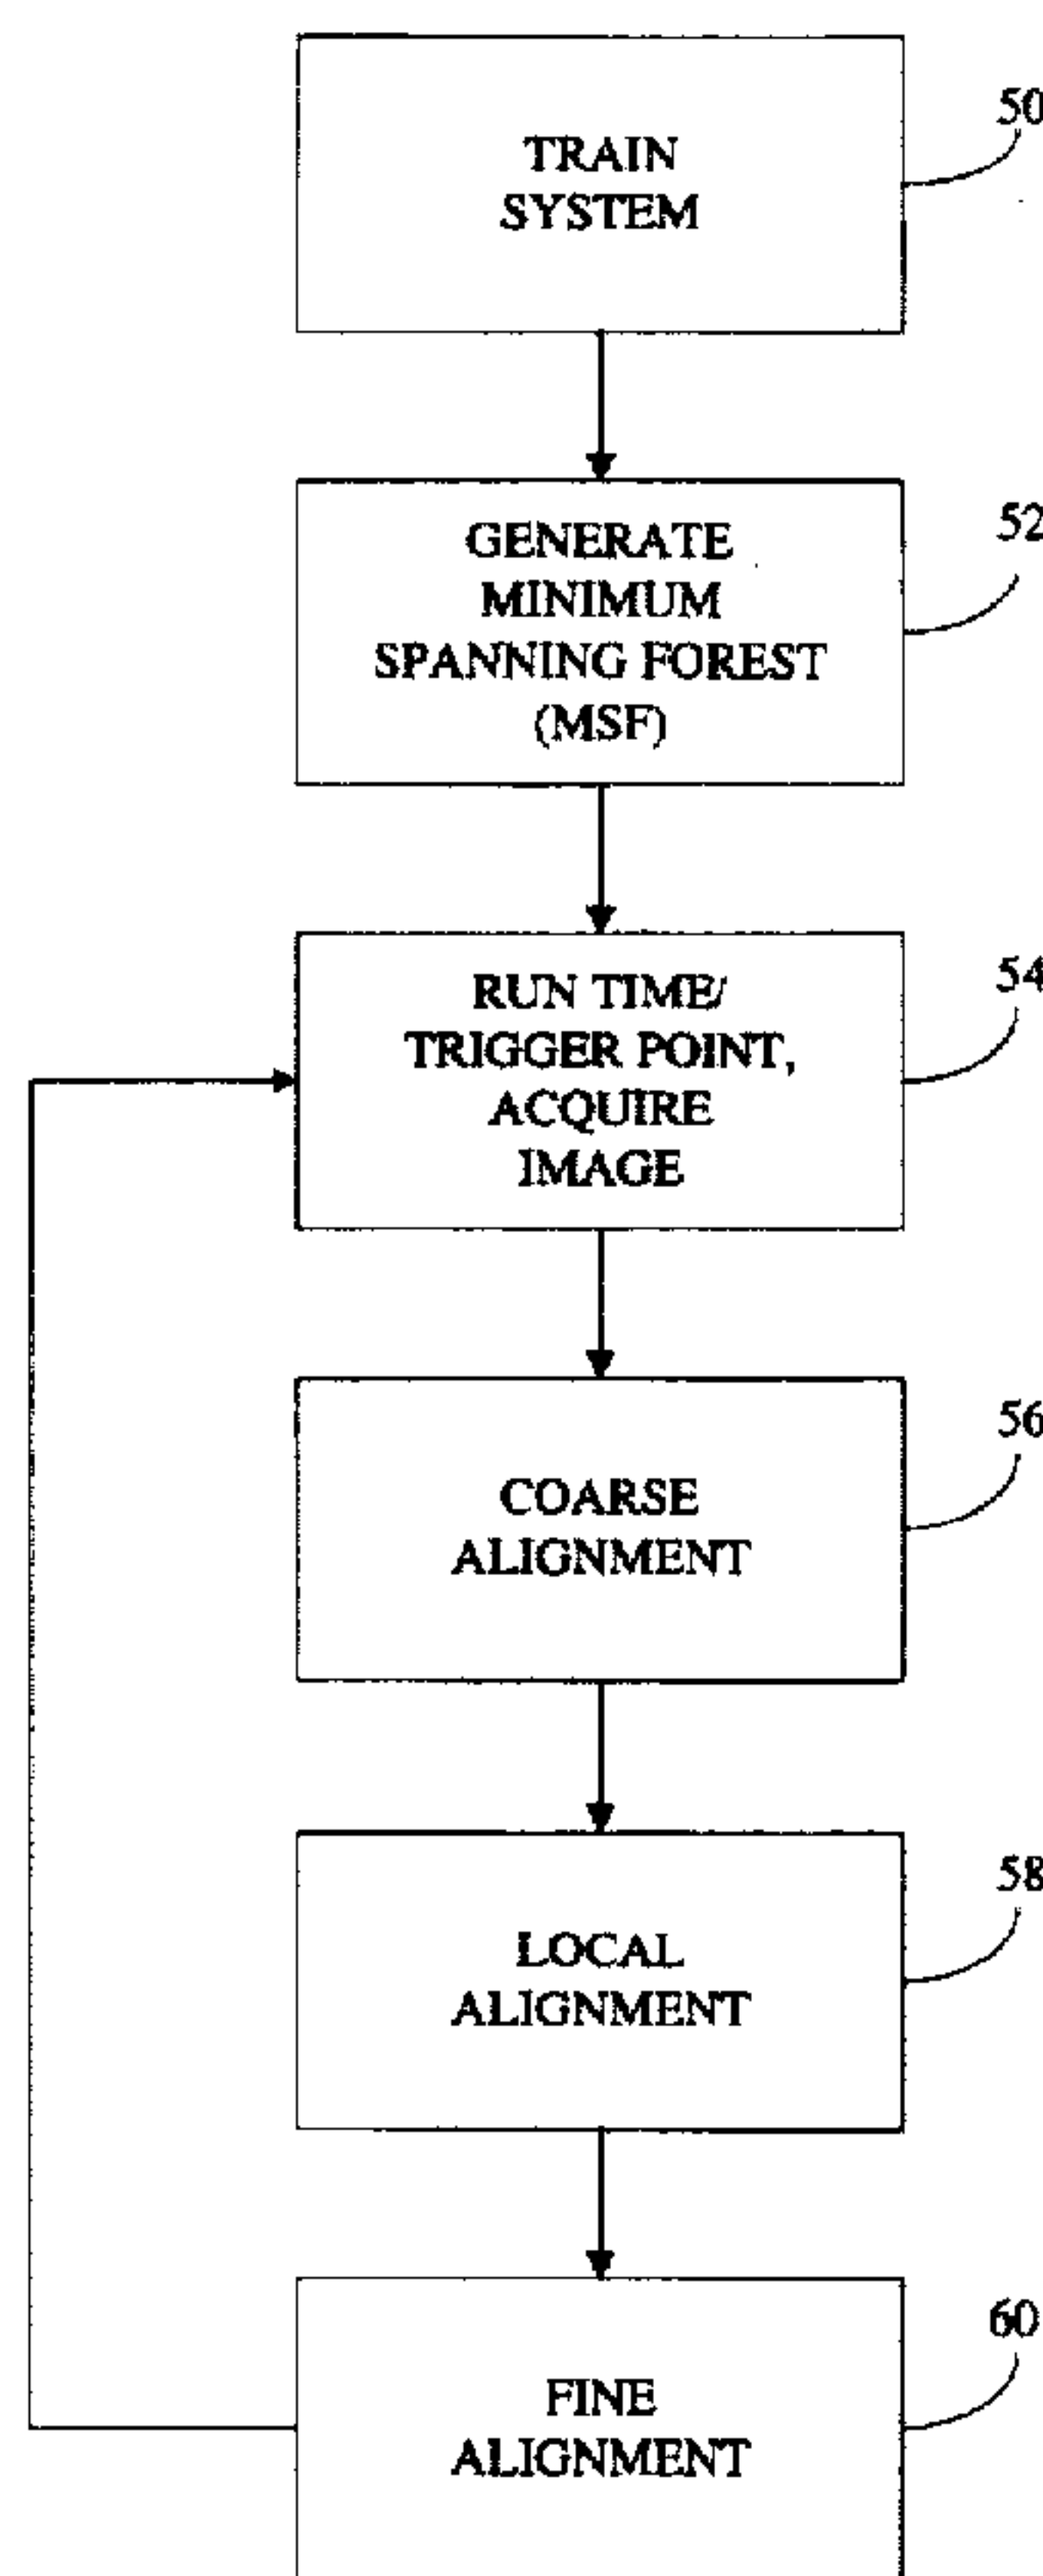 50
TRAIN
SYSTEM
52
GENERATE
MINIMUM
SPANNING FOREST
(MSF)
54
RUN TIME/
TRIGGER POINT,
ACQUIRE
IMAGE
56
COARSE
ALIGNMENT
58
LOCAL
ALIGNMENT
60
FINE
ALIGNMENT